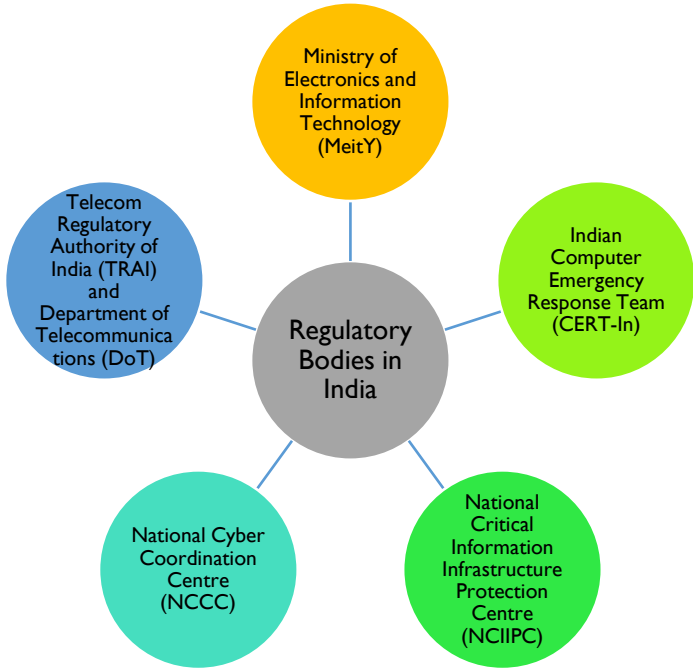 Ministry of
Electronics and
Information
Technology
(MeitY)
Telecom
Regulatory
Authority of
India (TRAI)
and
Department of
Telecommunica
tions (DoT)
Indian
Computer
Emergency
Response Team
(CERT-In)
Regulatory
Bodies in
India
National Cyber
Coordination
Centre
(NCCC)
National
Critical
Information
Infrastructure
Protection
Centre
(NCIIPC)